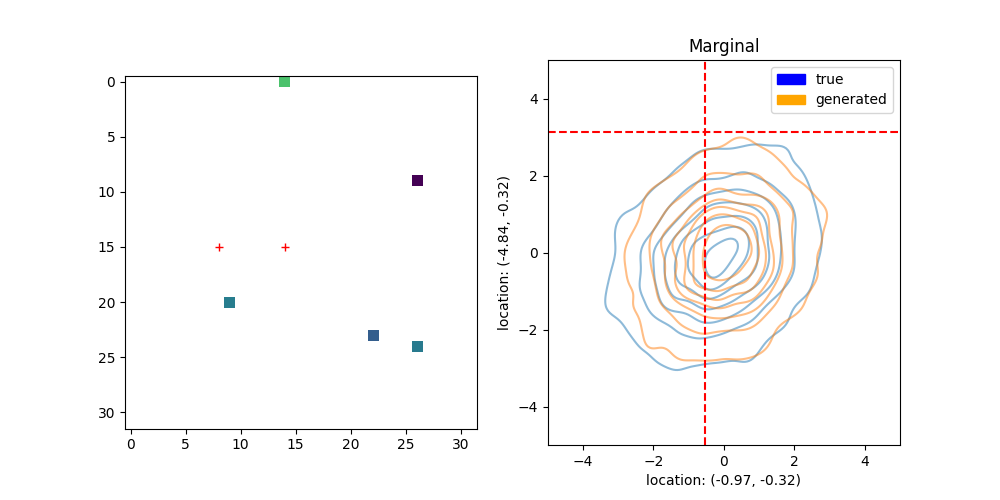 Marginal
true
generated
0
5
10
15
20
25
30
0 5 10 15 20 25 30
4
2
0
−2
−4
−4 −2 0 2 4
location: (-4.84, -0.32)
location: (-0.97, -0.32)